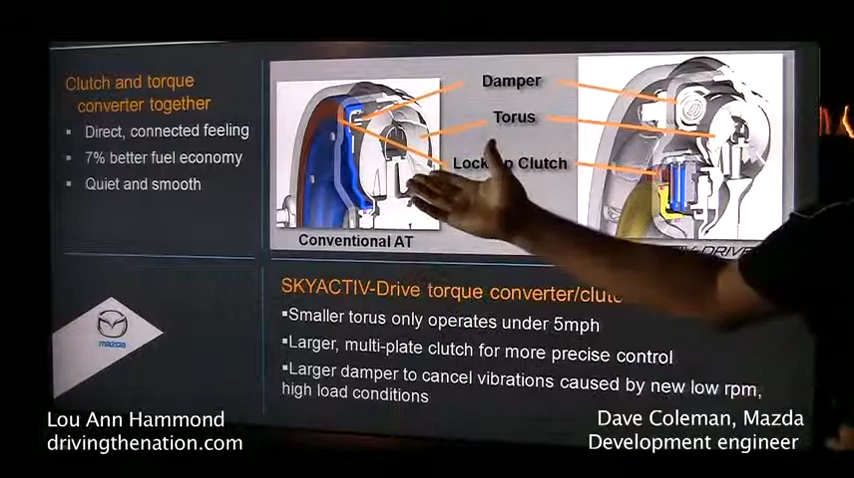 Clutch and torque
converter together
▪ Direct, connected feeling
▪ 7% better fuel economy
▪ Quiet and smooth
Damper
Torus
Clutch
Conventional AT
DRIVE
mazda
SKYACTIV-Drive torque
▪Smaller torus only operates under 5mph
▪Larger, multi-plate clutch for more precise control
▪Larger damper to cancel vibrations caused by new low rpm,
high load conditions
Lou Ann Hammond
drivingthenation.com
Dave Coleman, Mazda
Development engineer